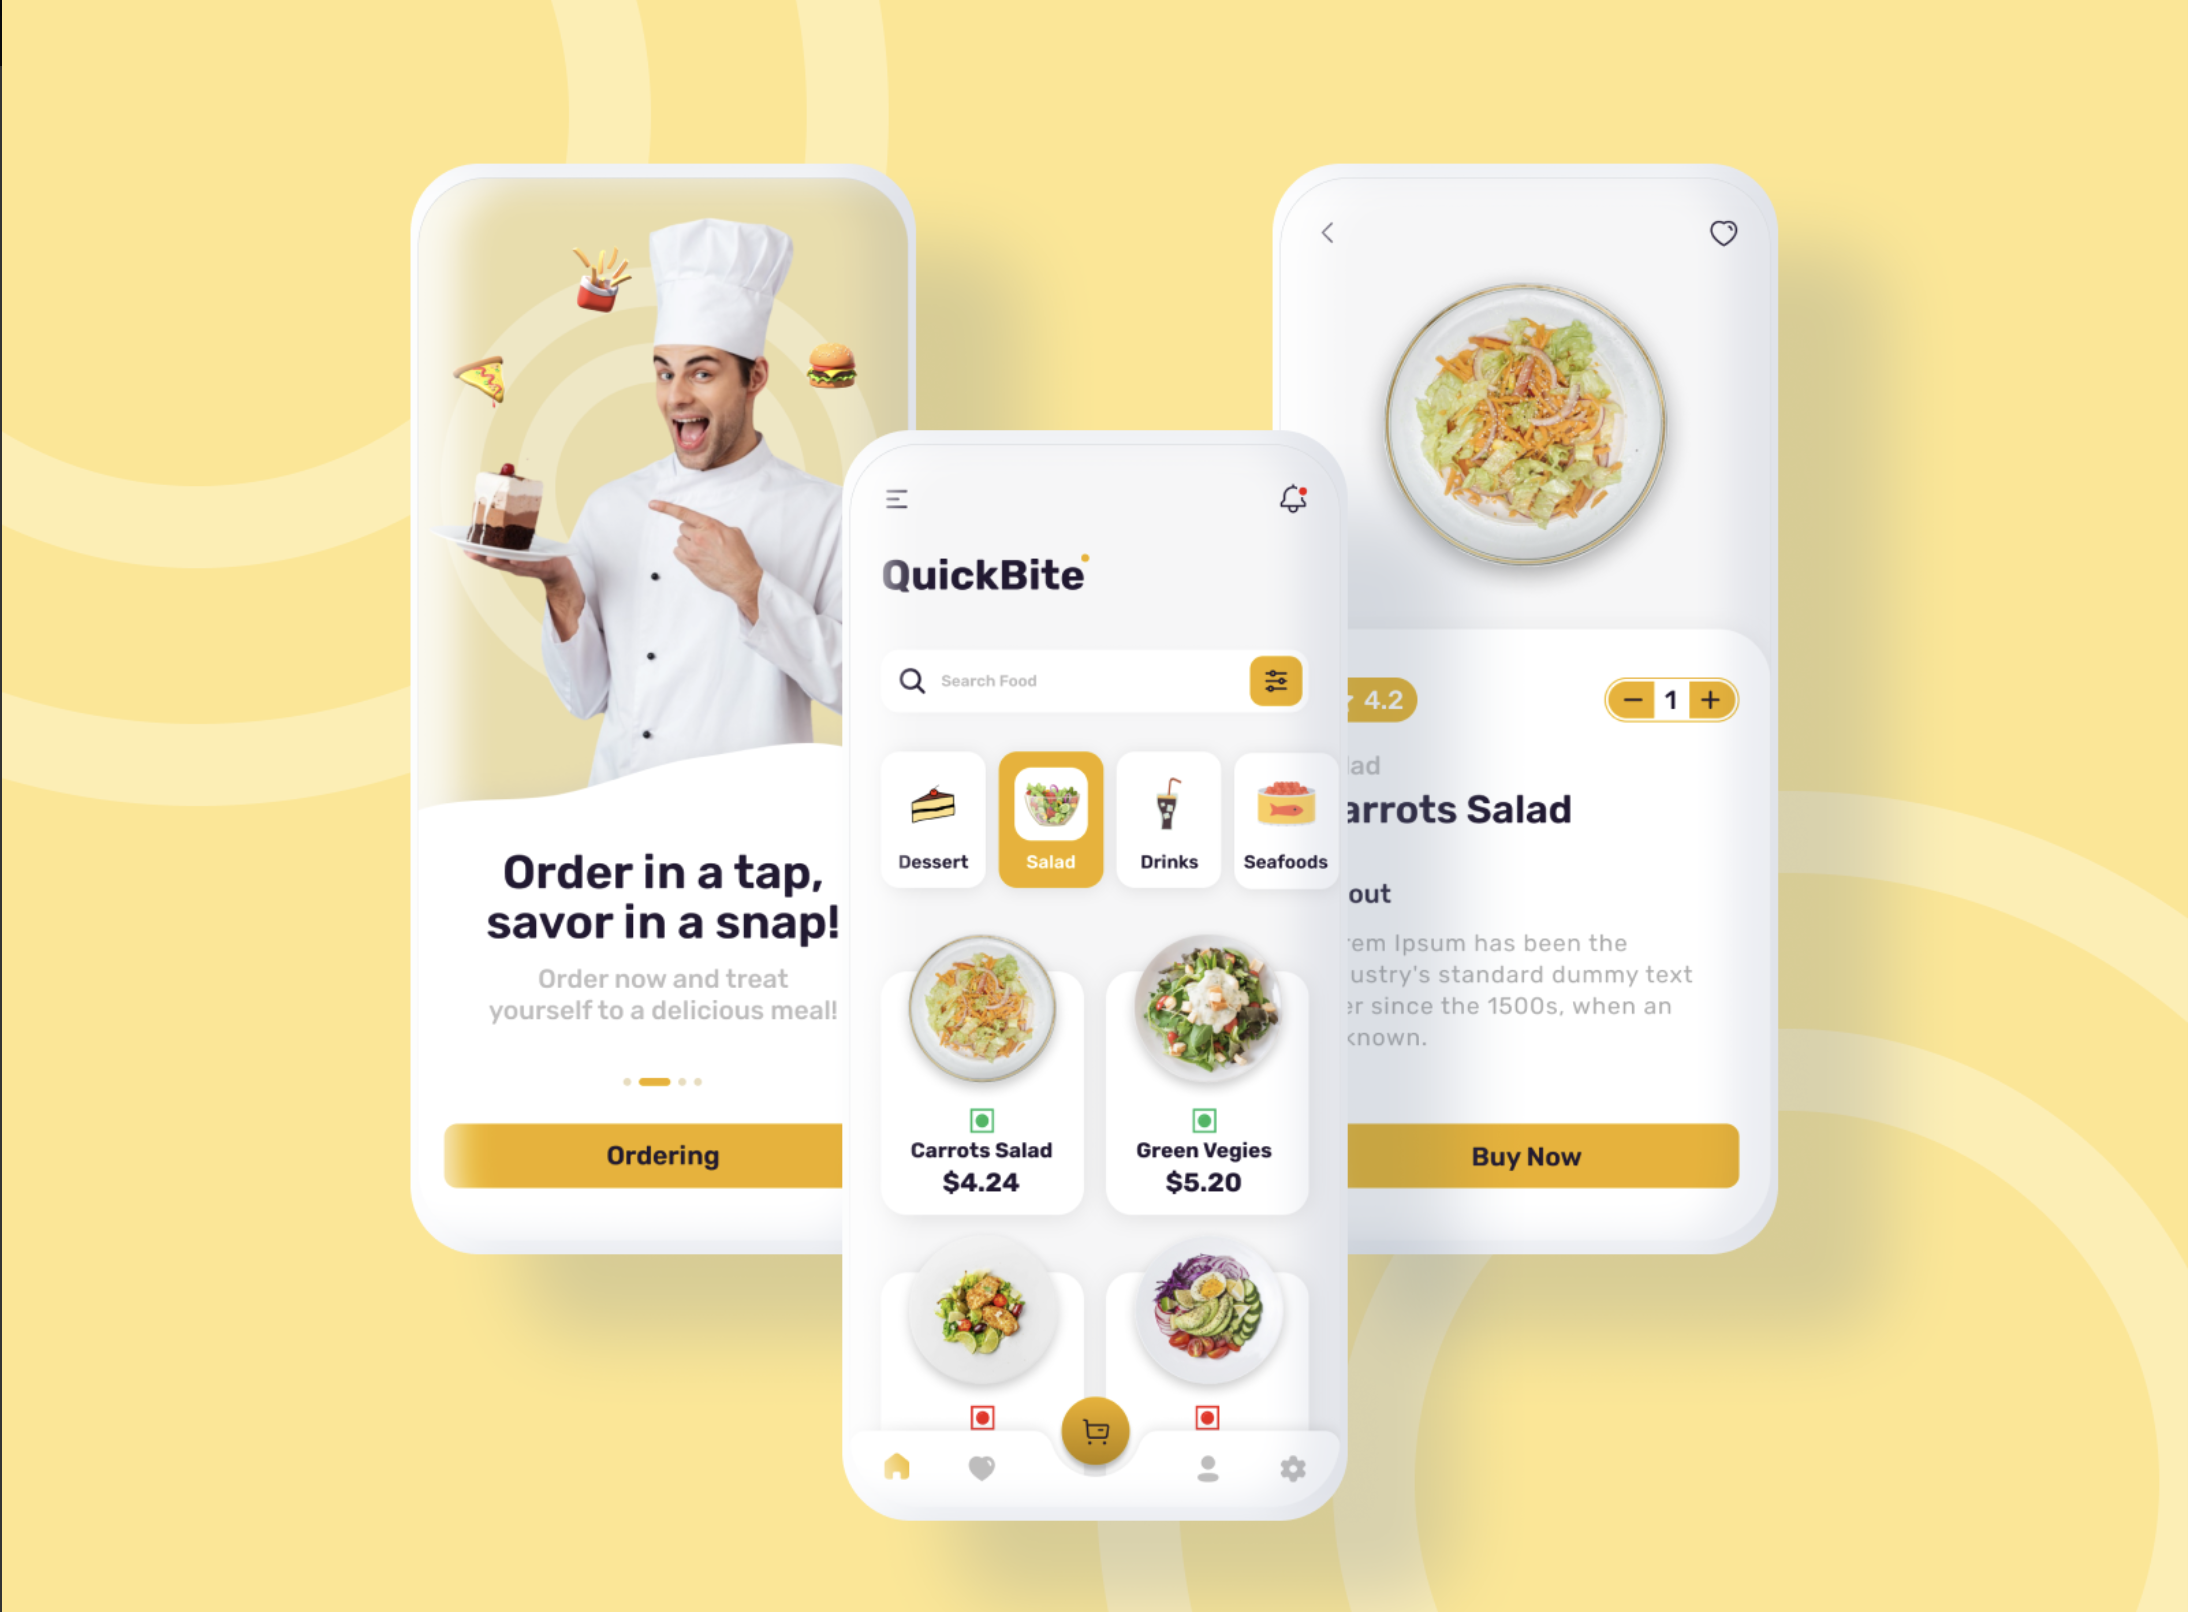 Order in a tap,
savor in a snap!
Order now and treat
yourself to a delicious meal!
Ordering
QuickBite
Search Food
Dessert
Salad
Drinks
Seafoods
Carrots Salad
$4.24
Green Vegies
$5.20
4.2
1
lad
arrots Salad
out
rem Ipsum has been the
ustry's standard dummy text
er since the 1500s, when an
known.
Buy Now